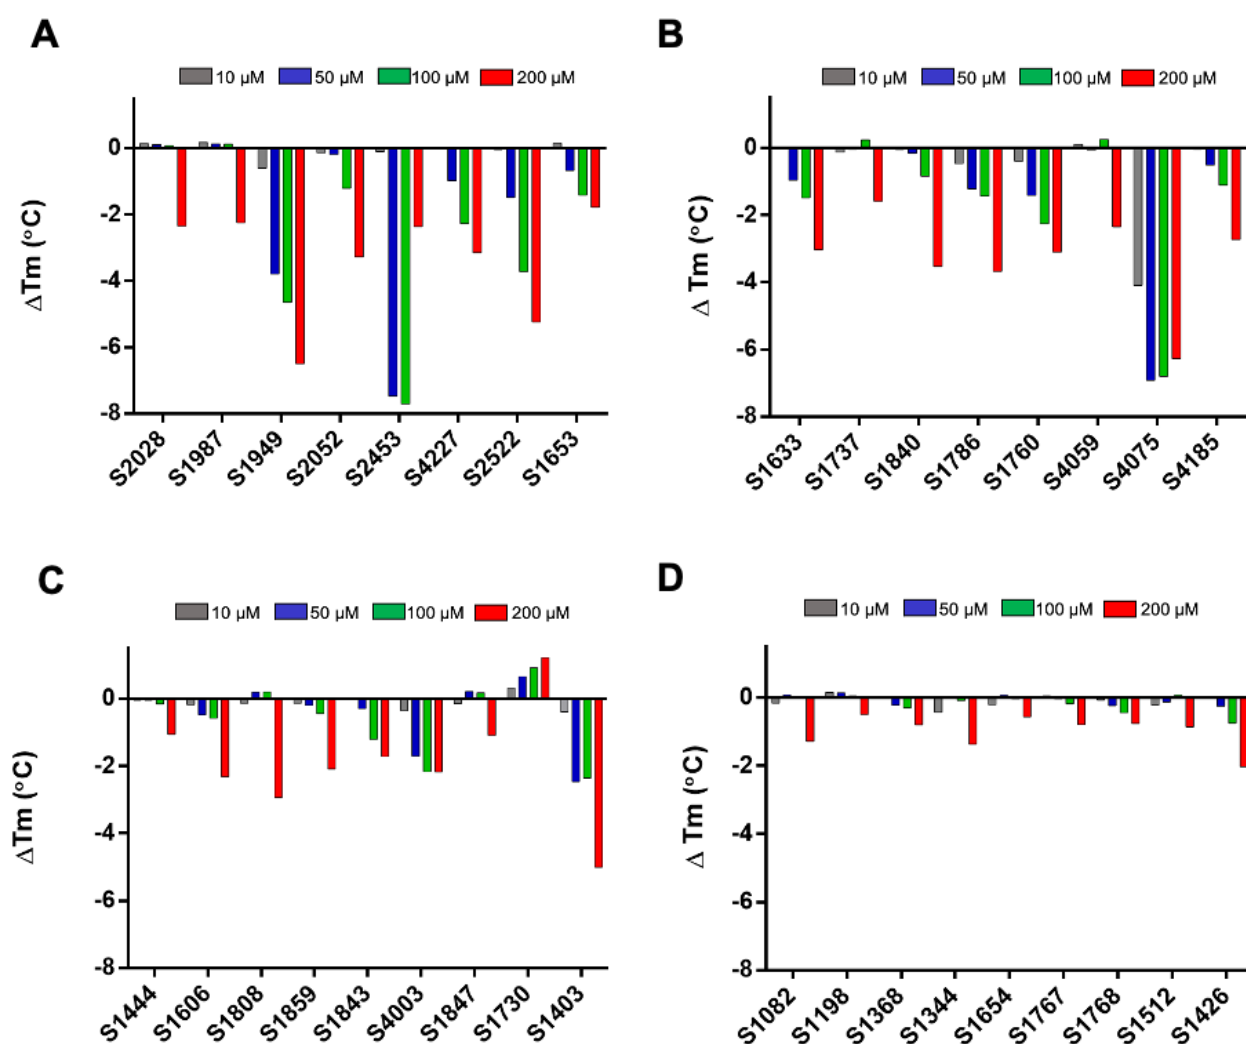 A
10 µM 50 µM 100 µM 200 µM
0
-2
-4
-6
-8
ΔTm (°C)
S2028 S1987 S1949 S2052 S2453 S4227 S2522 S1653
B
10 µM 50 µM 100 µM 200 µM
0
-2
-4
-6
-8
Δ Tm (°C)
S1633 S1737 S1840 S1786 S1760 S4059 S4075 S4185
C
10 µM 50 µM 100 µM 200 µM
0
-2
-4
-6
-8
ΔTm (°C)
S1444 S1606 S1808 S1859 S1843 S4003 S1847 S1730 S1403
D
10 µM 50 µM 100 µM 200 µM
0
-2
-4
-6
-8
Δ Tm (°C)
S1082 S1198 S1368 S1344 S1654 S1767 S1768 S1512 S1426